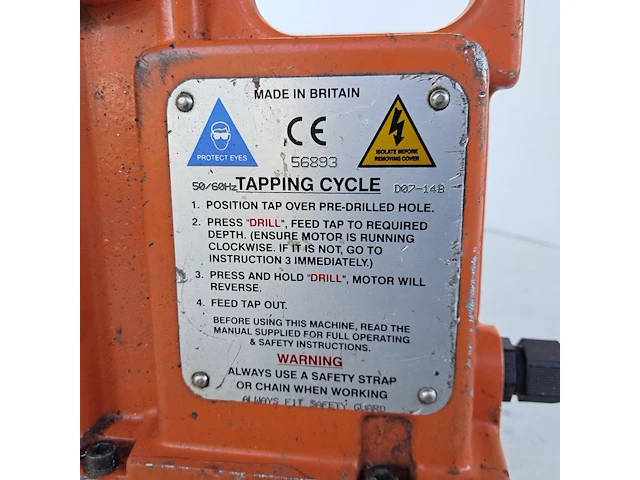 MADE IN BRITAIN
CE
PROTECT EYES
56893
ISOLATE BEFORE
REMOVING COVER
50/60Hz TAPPING CYCLE D07-148
1. POSITION TAP OVER PRE-DRILLED HOLE.
2. PRESS "DRILL", FEED TAP TO REQUIRED
DEPTH. (ENSURE MOTOR IS RUNNING
CLOCKWISE. IF IT IS NOT, GO TO
INSTRUCTION 3 IMMEDIATELY.)
3. PRESS AND HOLD "DRILL", MOTOR WILL
REVERSE.
4. FEED TAP OUT.
BEFORE USING THIS MACHINE, READ THE
MANUAL SUPPLIED FOR FULL OPERATING
& SAFETY INSTRUCTIONS.
WARNING
ALWAYS USE A SAFETY STRAP
OR CHAIN WHEN WORKING
ALWAYS FIT SAFETY GUARD